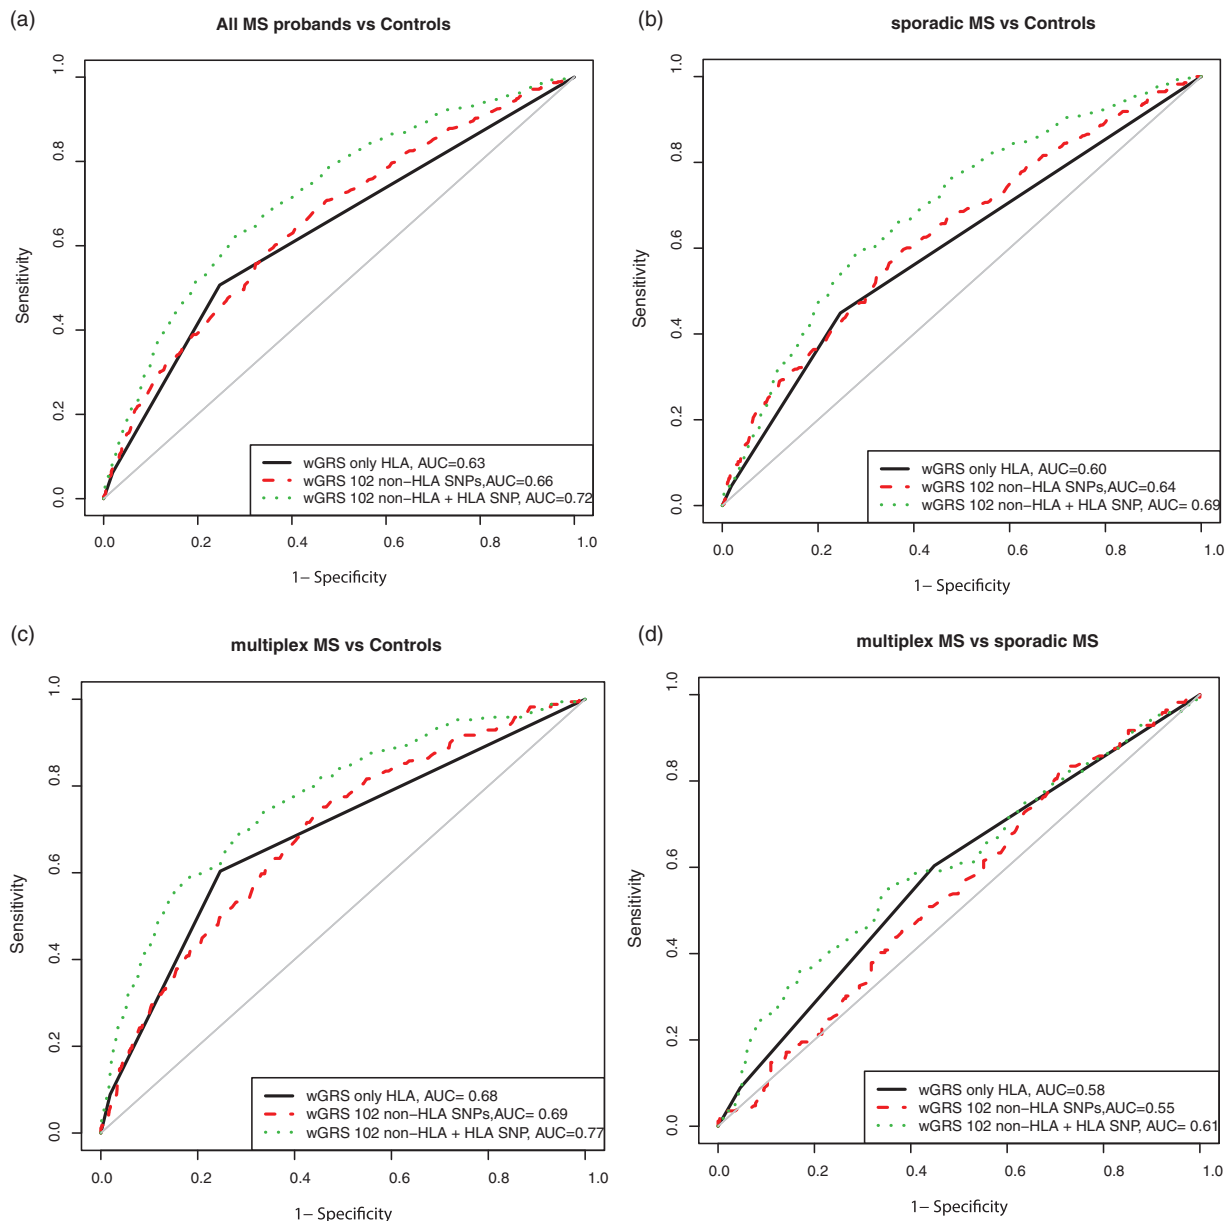 (a)
All MS probands vs Controls
Sensitivity
1.0
0.8
0.6
0.4
0.2
0.0
wGRS only HLA, AUC=0.63
wGRS 102 non−HLA SNPs,AUC=0.66
wGRS 102 non−HLA + HLA SNP, AUC=0.72
0.0 0.2 0.4 0.6 0.8 1.0
1− Specificity
(b)
sporadic MS vs Controls
Sensitivity
1.0
0.8
0.6
0.4
0.2
0.0
wGRS only HLA, AUC=0.60
wGRS 102 non−HLA SNPs,AUC=0.64
wGRS 102 non−HLA + HLA SNP, AUC= 0.69
0.0 0.2 0.4 0.6 0.8 1.0
1− Specificity
(c)
multiplex MS vs Controls
Sensitivity
1.0
0.8
0.6
0.4
0.2
0.0
wGRS only HLA, AUC= 0.68
wGRS 102 non−HLA SNPs,AUC= 0.69
wGRS 102 non−HLA + HLA SNP, AUC=0.77
0.0 0.2 0.4 0.6 0.8 1.0
1− Specificity
(d)
multiplex MS vs sporadic MS
Sensitivity
1.0
0.8
0.6
0.4
0.2
0.0
wGRS only HLA, AUC=0.58
wGRS 102 non−HLA SNPs,AUC=0.55
wGRS 102 non−HLA + HLA SNP, AUC= 0.61
0.0 0.2 0.4 0.6 0.8 1.0
1− Specificity